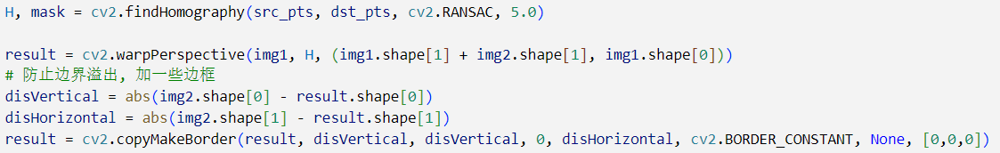 H, mask = cv2.findHomography(src_pts, dst_pts, cv2.RANSAC, 5.0)
result = cv2.warpPerspective(img1, H, (img1.shape[1] + img2.shape[1], img1.shape[0]))
# 防止边界溢出, 加一些边框
disVertical = abs(img2.shape[0] - result.shape[0])
disHorizontal = abs(img2.shape[1] - result.shape[1])
result = cv2.copyMakeBorder(result, disVertical, disVertical, 0, disHorizontal, cv2.BORDER_CONSTANT, None, [0,0,0])